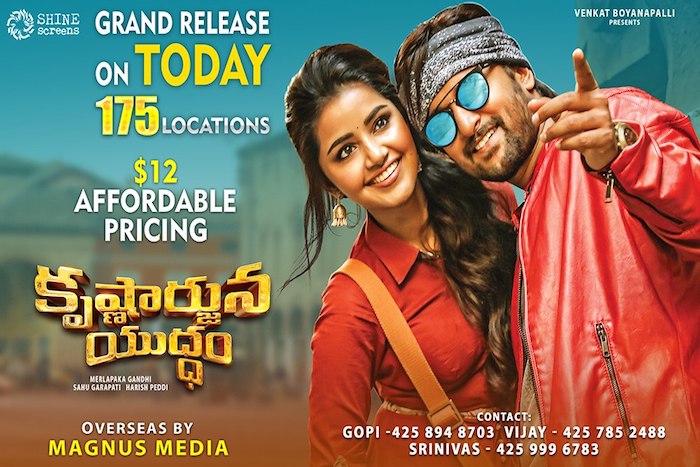 SHINE
screens
GRAND RELEASE
ON TODAY
175 LOCATIONS
$12
AFFORDABLE
PRICING
కృష్ణార్జున
యుద్ధం
MERLAPAKA GANDHI
SAHU GARAPATI HARISH PEDDI
OVERSEAS BY
MAGNUS MEDIA
VENKAT BOYANAPALLI
PRESENTS
CONTACT:
GOPI -425 894 8703 VIJAY - 425 785 2488
SRINIVAS - 425 999 6783